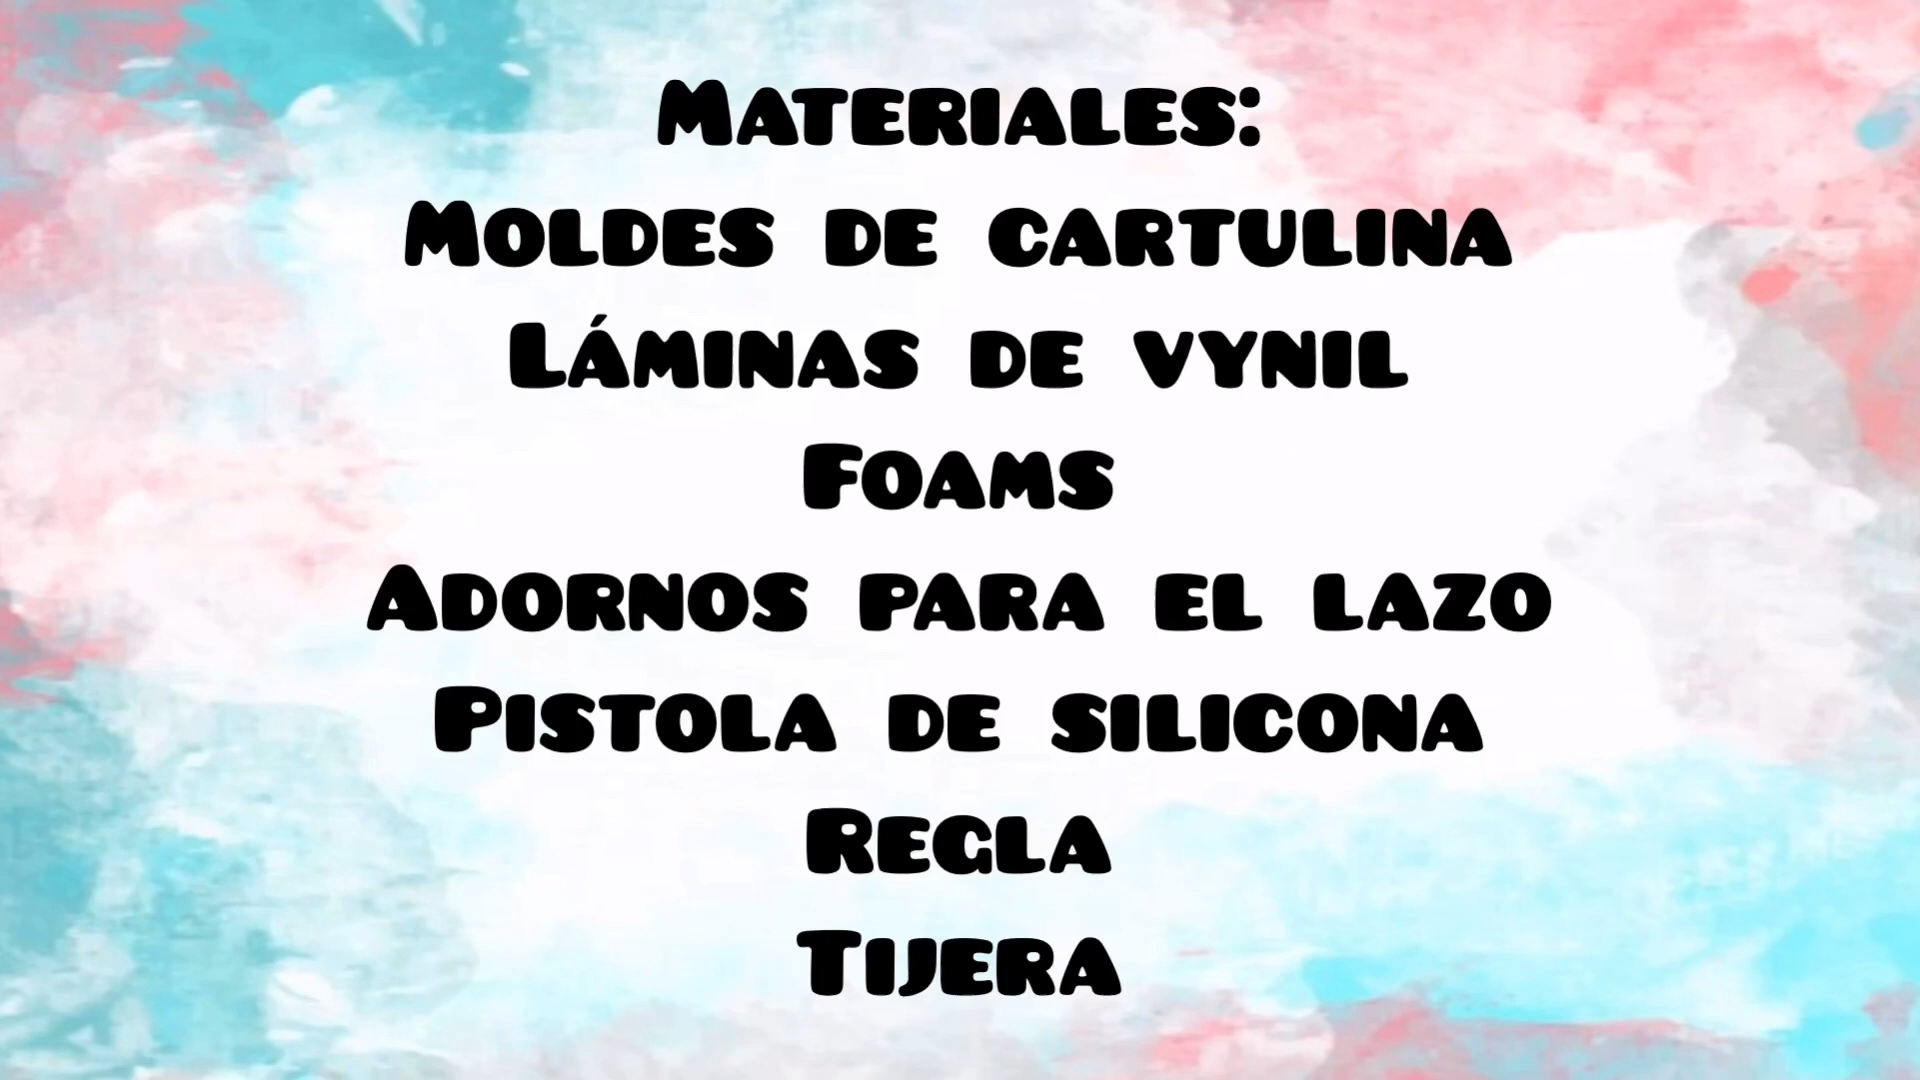 Materiales:
Moldes de cartulina
Láminas de vynil
Foams
Adornos para el lazo
Pistola de silicona
Regla
Tijera